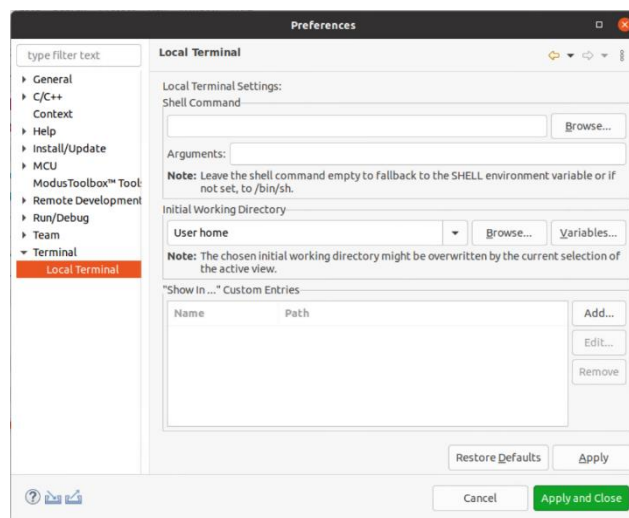 Preferences
type filter text
Local Terminal
General
C/C++
Context
Help
Install/Update
MCU
ModusToolbox™ Tool
Remote Development
Run/Debug
Team
Terminal
Local Terminal
Local Terminal Settings:
Shell Command
Browse...
Arguments:
Note: Leave the shell command empty to fallback to the SHELL environment variable or if
not set, to /bin/sh.
Initial Working Directory
User home
Browse...
Variables...
Note: The chosen initial working directory might be overwritten by the current selection of
the active view.
"Show In ..." Custom Entries
Name Path
Add...
Edit...
Remove
Restore Defaults
Apply
Cancel
Apply and Close